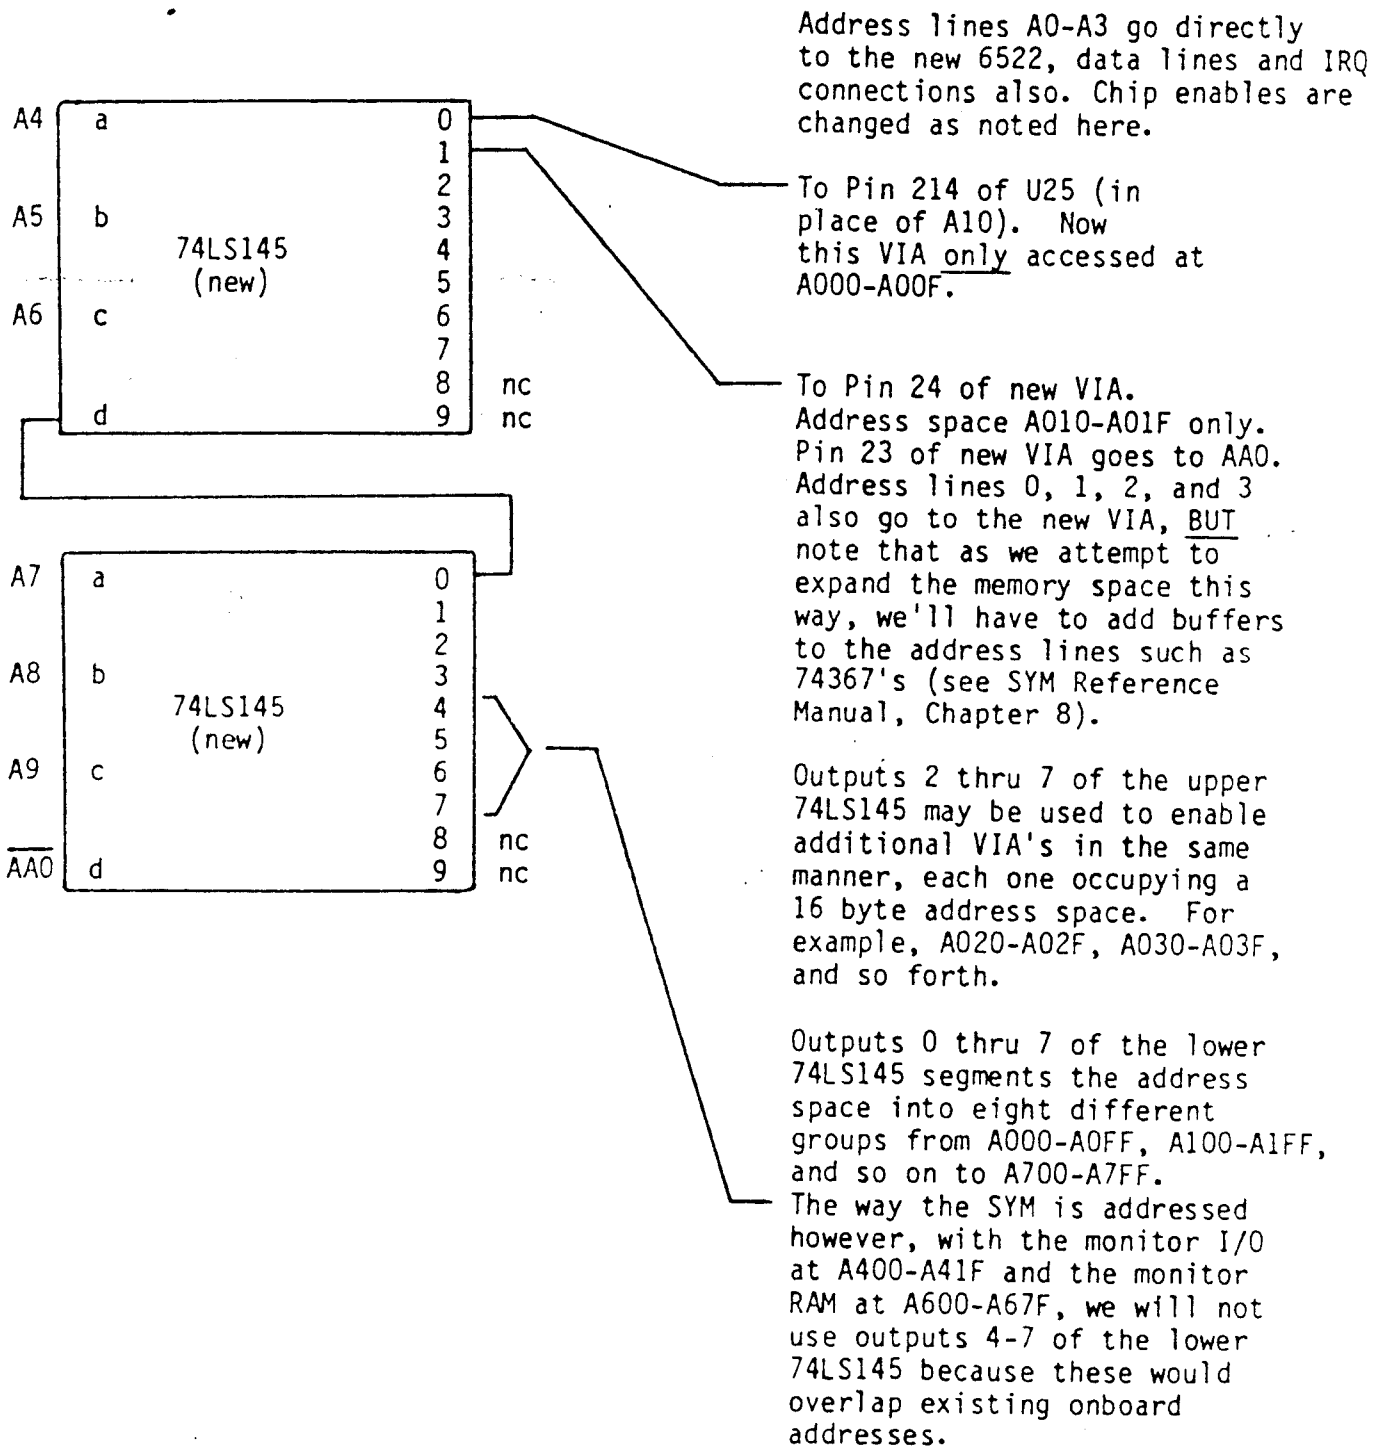 Address lines A0-A3 go directly
to the new 6522, data lines and IRQ
connections also. Chip enables are
changed as noted here.
A4 a 0
1
2
A5 b 3
74LS145 4
(new) 5
A6 c 6
7
8 nc
d 9 nc
To Pin 214 of U25 (in
place of A10). Now
this VIA only accessed at
A000-A00F.
To Pin 24 of new VIA.
Address space A010-A01F only.
Pin 23 of new VIA goes to AA0.
Address lines 0, 1, 2, and 3
also go to the new VIA, BUT
note that as we attempt to
expand the memory space this
way, we'll have to add buffers
to the address lines such as
74367's (see SYM Reference
Manual, Chapter 8).
A7 a 0
1
2
A8 b 3
74LS145 4
(new) 5
A9 c 6
7
8 nc
AA0 d 9 nc
Outputs 2 thru 7 of the upper
74LS145 may be used to enable
additional VIA's in the same
manner, each one occupying a
16 byte address space. For
example, A020-A02F, A030-A03F,
and so forth.
Outputs 0 thru 7 of the lower
74LS145 segments the address
space into eight different
groups from A000-A0FF, A100-A1FF,
and so on to A700-A7FF.
The way the SYM is addressed
however, with the monitor I/O
at A400-A41F and the monitor
RAM at A600-A67F, we will not
use outputs 4-7 of the lower
74LS145 because these would
overlap existing onboard
addresses.